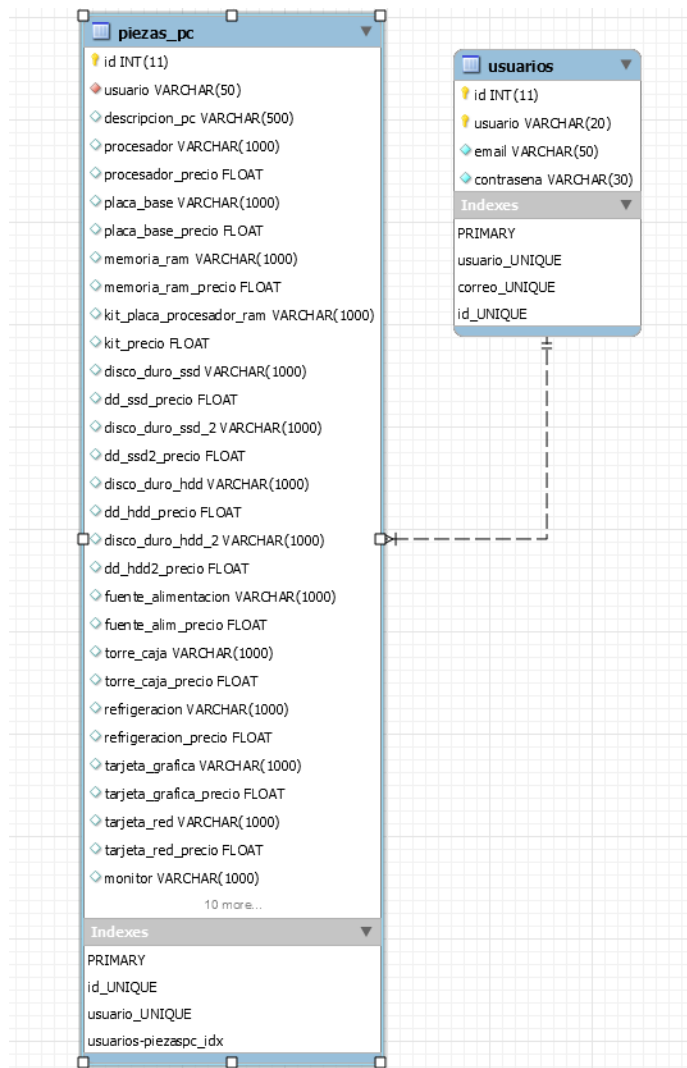 piezas_pc
id INT(11)
usuario VARCHAR(50)
descripcion_pc VARCHAR(500)
procesador VARCHAR(1000)
procesador_precio FLOAT
placa_base VARCHAR(1000)
placa_base_precio FLOAT
memoria_ram VARCHAR(1000)
memoria_ram_precio FLOAT
kit_placa_procesador_ram VARCHAR(1000)
kit_precio FLOAT
disco_duro_ssd VARCHAR(1000)
dd_ssd_precio FLOAT
disco_duro_ssd_2 VARCHAR(1000)
dd_ssd2_precio FLOAT
disco_duro_hdd VARCHAR(1000)
dd_hdd_precio FLOAT
disco_duro_hdd_2 VARCHAR(1000)
dd_hdd2_precio FLOAT
fuente_alimentacion VARCHAR(1000)
fuente_alim_precio FLOAT
torre_caja VARCHAR(1000)
torre_caja_precio FLOAT
refrigeracion VARCHAR(1000)
refrigeracion_precio FLOAT
tarjeta_grafica VARCHAR(1000)
tarjeta_grafica_precio FLOAT
tarjeta_red VARCHAR(1000)
tarjeta_red_precio FLOAT
monitor VARCHAR(1000)
10 more...
Indexes
PRIMARY
id_UNIQUE
usuario_UNIQUE
usuarios-piezaspc_idx
usuarios
id INT(11)
usuario VARCHAR(20)
email VARCHAR(50)
contrasena VARCHAR(30)
Indexes
PRIMARY
usuario_UNIQUE
correo_UNIQUE
id_UNIQUE